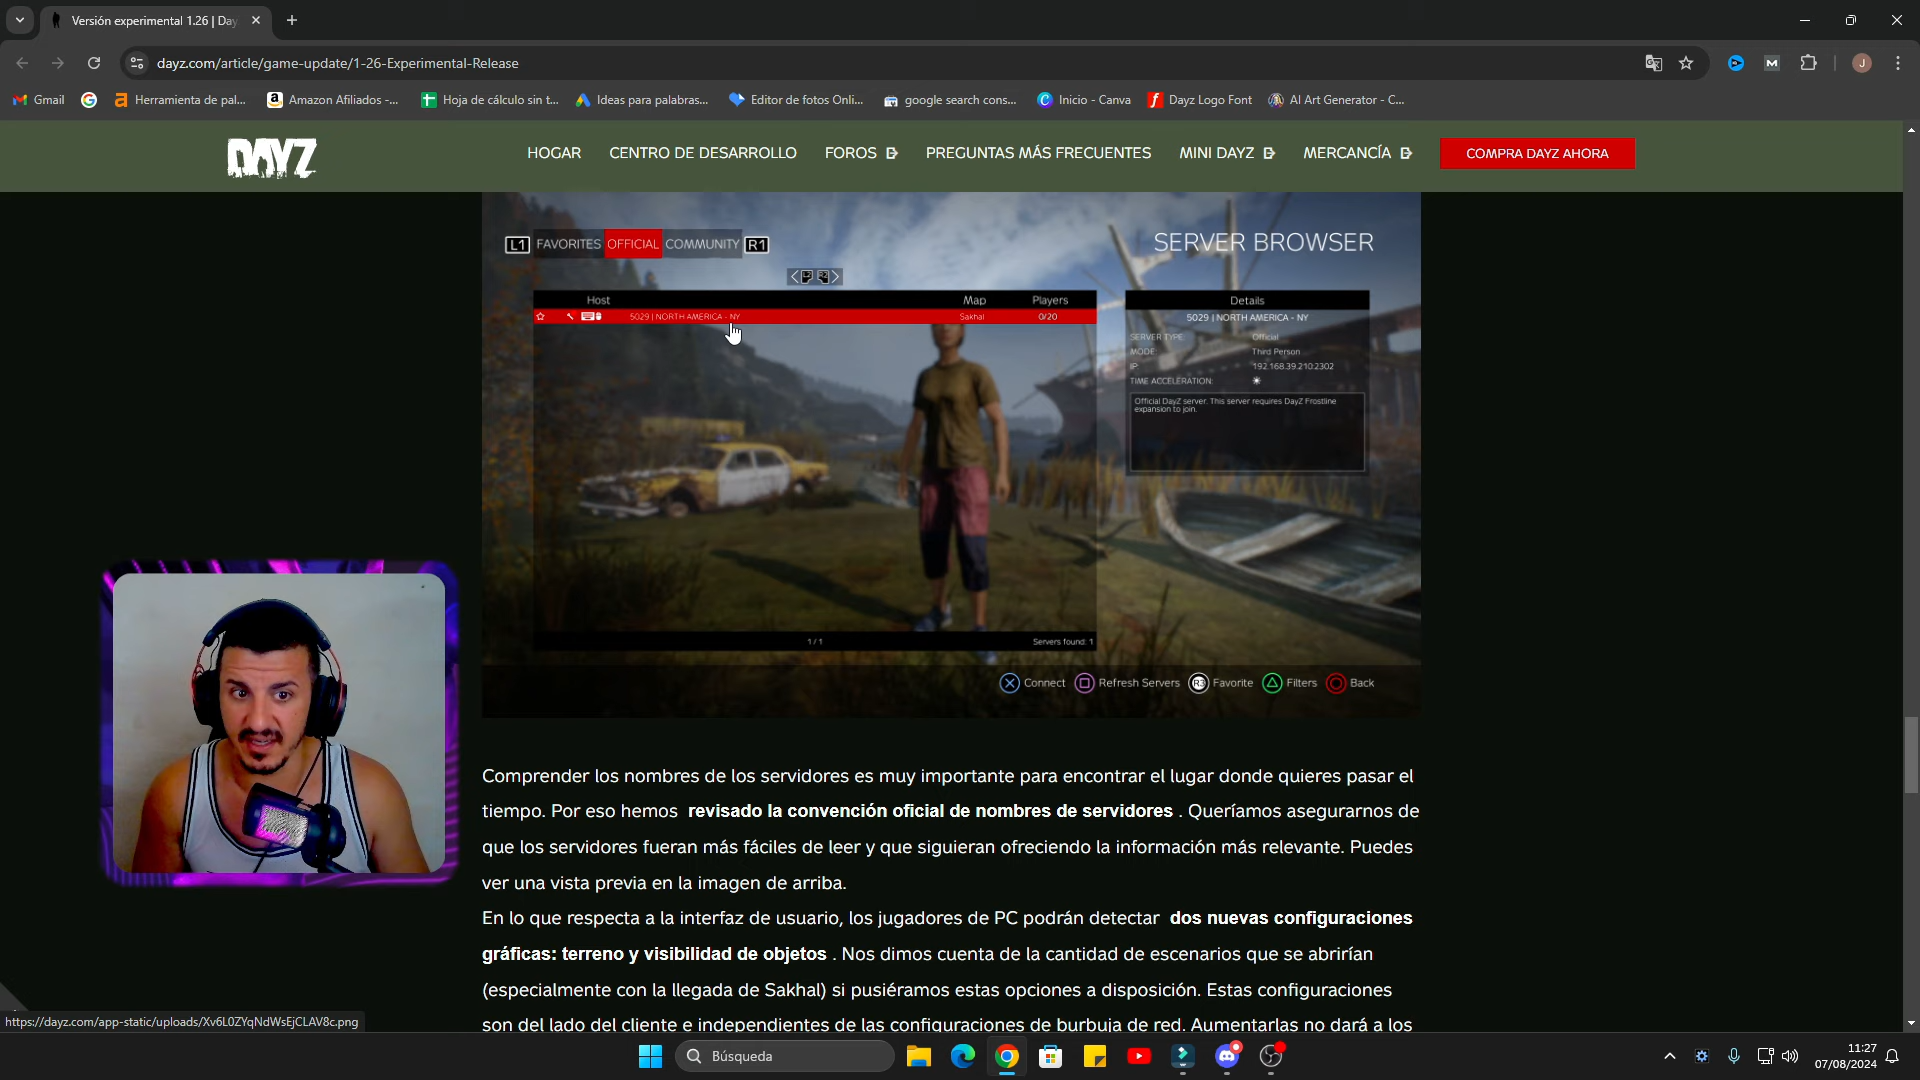 Versión experimental 1.26 | Day
dayz.com/article/game-update/1-26-Experimental-Release
J
Gmail
Herramienta de pal...
Amazon Afiliados -...
Hoja de cálculo sin t...
Ideas para palabras...
Editor de fotos Onli...
google search cons...
Inicio - Canva
Dayz Logo Font
AI Art Generator - C...
DAYZ
HOGAR
CENTRO DE DESARROLLO
FOROS
PREGUNTAS MÁS FRECUENTES
MINI DAYZ
MERCANCÍA
COMPRA DAYZ AHORA
L1 FAVORITES OFFICIAL COMMUNITY R1
SERVER BROWSER
Host Map Players
5029 | NORTH AMERICA - NY Sakhal 0/20
Details
5029 | NORTH AMERICA - NY
SERVER TYPE: Official
MODE: Third Person
IP: 192.168.39.210:2302
TIME ACCELERATION:
Official DayZ server. This server requires DayZ Frostline
expansion to join.
1 / 1
Servers found: 1
Connect Refresh Servers R3 Favorite Filters Back
Comprender los nombres de los servidores es muy importante para encontrar el lugar donde quieres pasar el
tiempo. Por eso hemos revisado la convención oficial de nombres de servidores . Queríamos asegurarnos de
que los servidores fueran más fáciles de leer y que siguieran ofreciendo la información más relevante. Puedes
ver una vista previa en la imagen de arriba.
En lo que respecta a la interfaz de usuario, los jugadores de PC podrán detectar dos nuevas configuraciones
gráficas: terreno y visibilidad de objetos . Nos dimos cuenta de la cantidad de escenarios que se abrirían
(especialmente con la llegada de Sakhal) si pusiéramos estas opciones a disposición. Estas configuraciones
son del lado del cliente e independientes de las configuraciones de burbuja de red. Aumentarlas no dará a los
https://dayz.com/app-static/uploads/Xv6L0ZYqNdWsEjCLAV8c.png
Búsqueda
11:27
07/08/2024